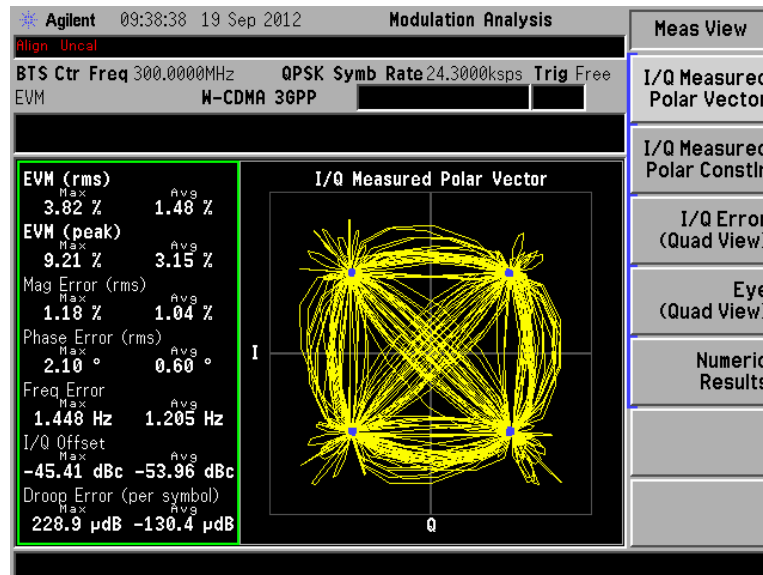 Agilent 09:38:38 19 Sep 2012 Modulation Analysis
Meas View
Align Uncal
BTS Ctr Freq 300.0000MHz QPSK Symb Rate 24.3000ksps Trig Free
EVM W-CDMA 3GPP
I/Q Measured
Polar Vector
I/Q Measured
Polar Constln
I/Q Error
(Quad View)
Eye
(Quad View)
Numeric
Results
EVM (rms)
Max Avg
3.82 % 1.48 %
EVM (peak)
Max Avg
9.21 % 3.15 %
Mag Error (rms)
Max Avg
1.18 % 1.04 %
Phase Error (rms)
Max Avg
2.10 ° 0.60 °
Freq Error
Max Avg
1.448 Hz 1.205 Hz
I/Q Offset
Max Avg
-45.41 dBc -53.96 dBc
Droop Error (per symbol)
Max Avg
228.9 µdB -130.4 µdB
I/Q Measured Polar Vector
I
Q